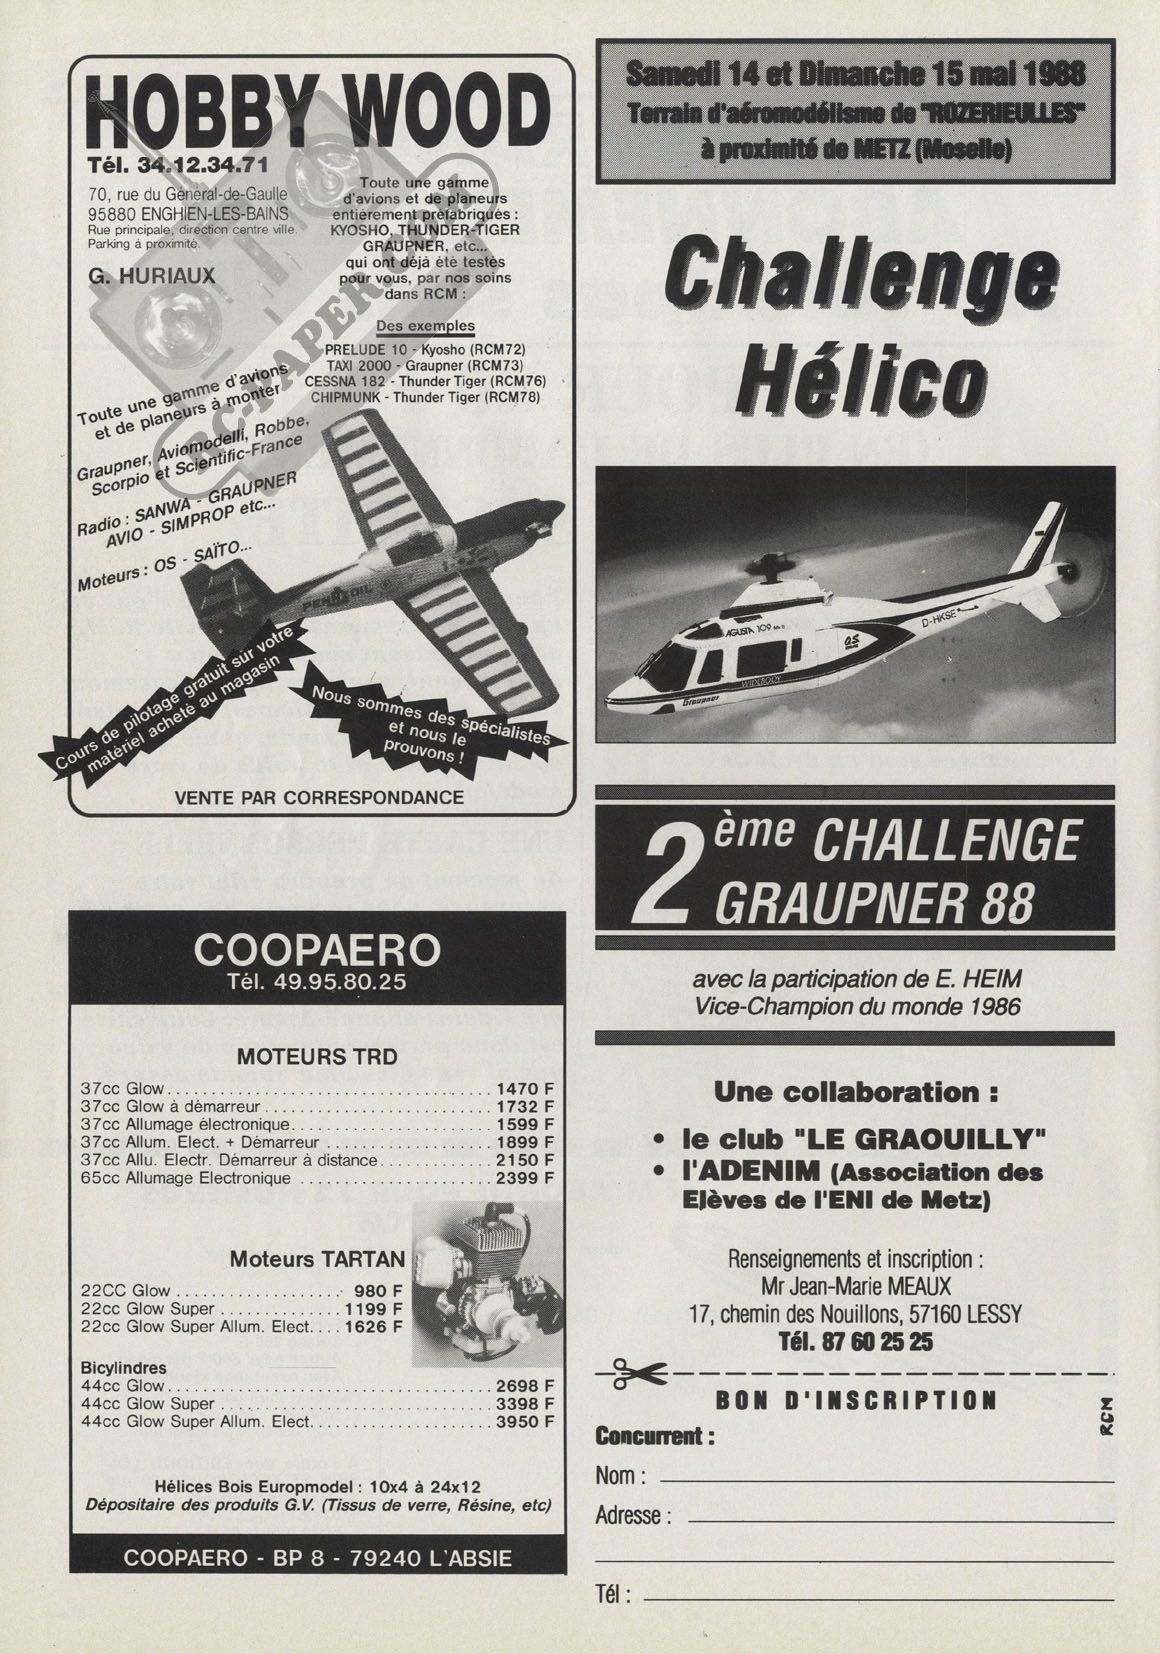 HOBBY WOOD
Tél. 34.12.34.71
70, rue du Général-de-Gaulle
95880 ENGHIEN-LES-BAINS
Rue principale, direction centre ville.
Parking à proximité.
G. HURIAUX
Toute une gamme
d'avions et de planeurs
entièrement préfabriqués :
KYOSHO, THUNDER-TIGER
GRAUPNER, etc...
qui ont déjà été testés
pour vous, par nos soins
dans RCM :
Des exemples
PRELUDE 10 - Kyosho (RCM72)
TAXI 2000 - Graupner (RCM73)
CESSNA 182 - Thunder Tiger (RCM76)
CHIPMUNK - Thunder Tiger (RCM78)
RC-PAPER.COM
Toute une gamme d'avions
et de planeurs à monter
Graupner, Aviomodelli, Robbe,
Scorpio et Scientific-France
Radio : SANWA - GRAUPNER
AVIO - SIMPROP etc...
Moteurs : OS - SAÏTO...
PENNZOIL
Cours de pilotage gratuit sur votre
matériel acheté au magasin
Nous sommes des spécialistes
et nous le
prouvons !
VENTE PAR CORRESPONDANCE
COOPAERO
Tél. 49.95.80.25
MOTEURS TRD
37cc Glow 1470 F
37cc Glow à démarreur 1732 F
37cc Allumage électronique 1599 F
37cc Allum. Elect. + Démarreur 1899 F
37cc Allu. Electr. Démarreur à distance 2150 F
65cc Allumage Electronique 2399 F
Moteurs TARTAN
22CC Glow 980 F
22cc Glow Super 1199 F
22cc Glow Super Allum. Elect. 1626 F
Bicylindres
44cc Glow 2698 F
44cc Glow Super 3398 F
44cc Glow Super Allum. Elect. 3950 F
Hélices Bois Europmodel : 10x4 à 24x12
Dépositaire des produits G.V. (Tissus de verre, Résine, etc)
COOPAERO - BP 8 - 79240 L'ABSIE
Samedi 14 et Dimanche 15 mai 1988
Terrain d'aéromodélisme de "ROZERIEULLES"
à proximité de METZ (Moselle)
Challenge
Hélico
AGUSTA 109 MK II
D-HKSE
OS
WIDEBODY
Graupner
2ème CHALLENGE
GRAUPNER 88
avec la participation de E. HEIM
Vice-Champion du monde 1986
Une collaboration :
• le club "LE GRAOUILLY"
• l'ADENIM (Association des
Elèves de l'ENI de Metz)
Renseignements et inscription :
Mr Jean-Marie MEAUX
17, chemin des Nouillons, 57160 LESSY
Tél. 87 60 25 25
BON D'INSCRIPTION
RCM
Concurrent :
Nom :
Adresse :
Tél :